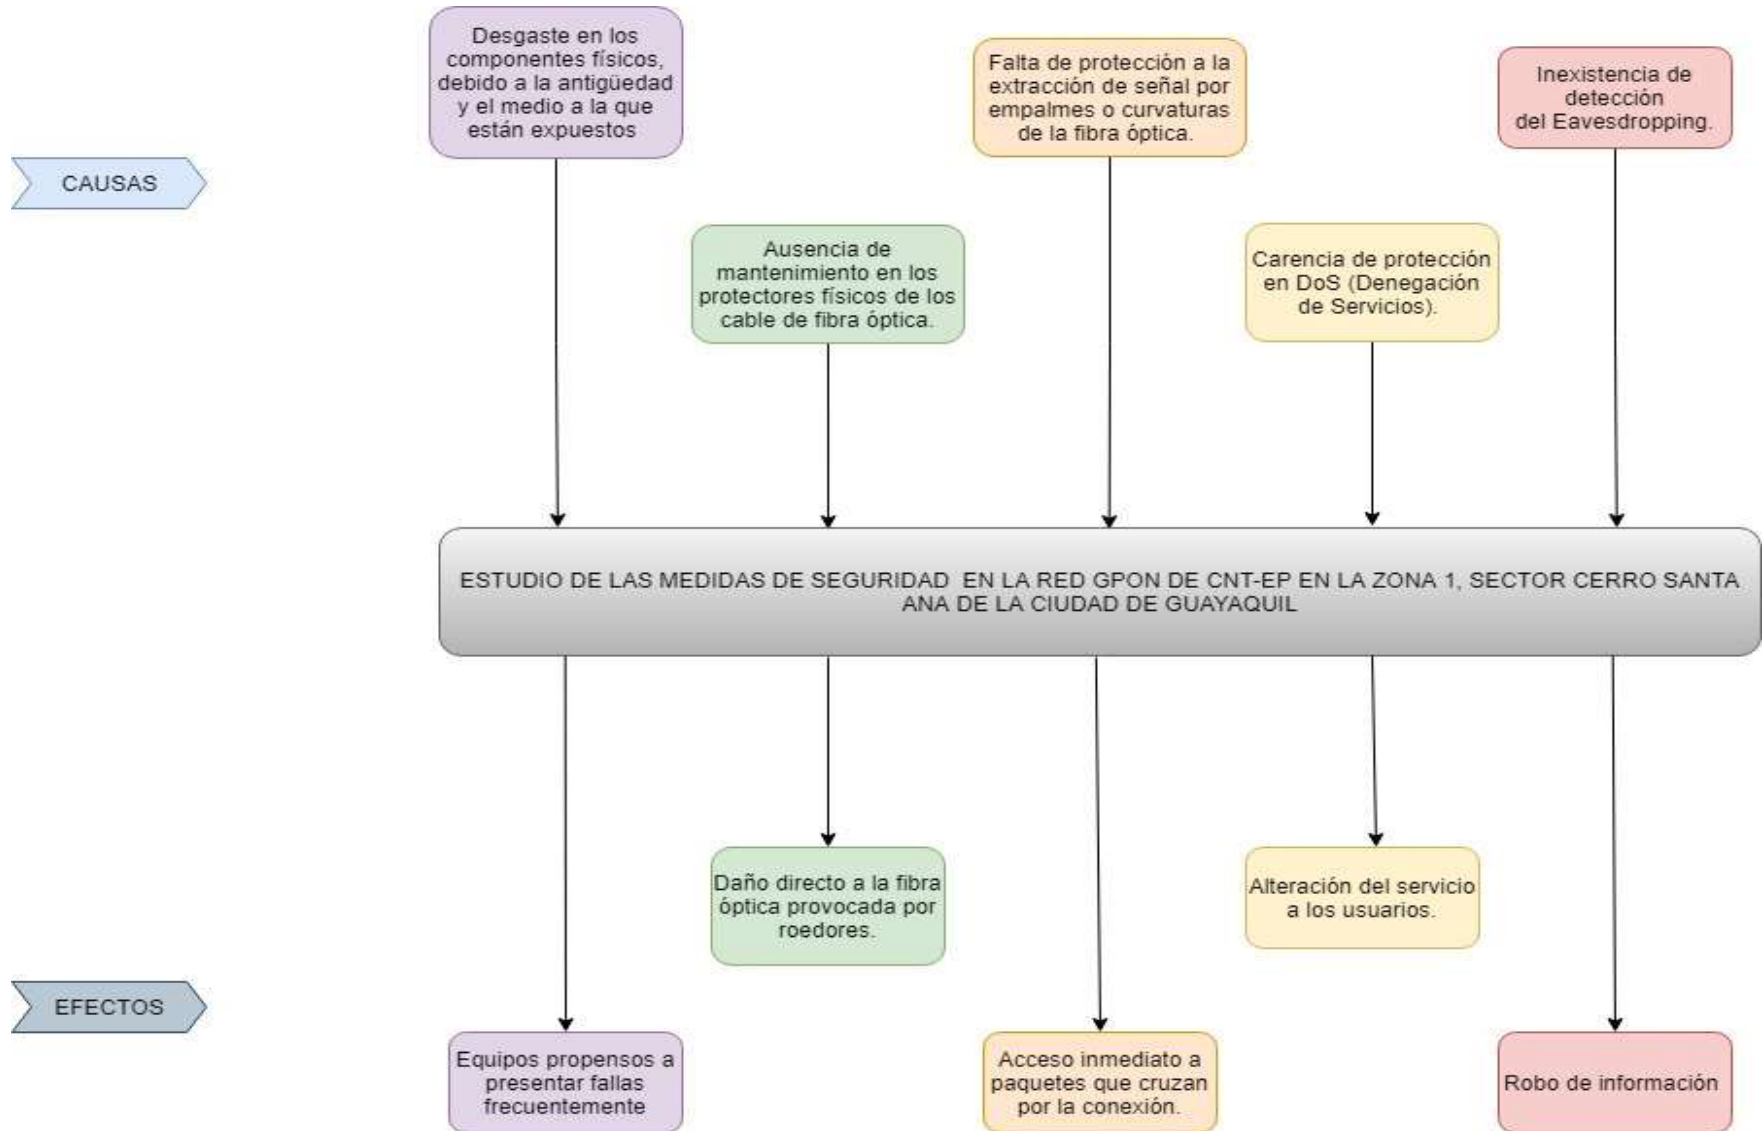 Desgaste en los
componentes físicos,
debido a la antigüedad
y el medio a la que
están expuestos
Falta de protección a la
extracción de señal por
empalmes o curvaturas
de la fibra óptica.
Inexistencia de
detección
del Eavesdropping.
CAUSAS
Ausencia de
mantenimiento en los
protectores físicos de los
cable de fibra óptica.
Carencia de protección
en DoS (Denegación
de Servicios).
ESTUDIO DE LAS MEDIDAS DE SEGURIDAD EN LA RED GPON DE CNT-EP EN LA ZONA 1, SECTOR CERRO SANTA
ANA DE LA CIUDAD DE GUAYAQUIL
Daño directo a la fibra
óptica provocada por
roedores.
Alteración del servicio
a los usuarios.
EFECTOS
Equipos propensos a
presentar fallas
frecuentemente
Acceso inmediato a
paquetes que cruzan
por la conexión.
Robo de información